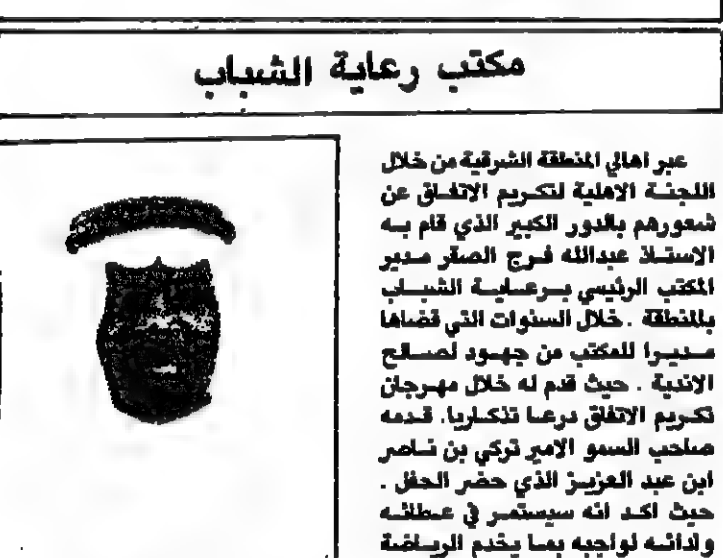 مكتب رعاية الشباب
عبر اهالي المنطقة الشرقية من خلال
اللجنة الاهلية لتكريم الاتفاق عن
شعورهم بالدور الكبير الذي قام به
الاستاذ عبدالله فرج الصقر مدير
المكتب الرئيسي برعاية الشباب
بالمنطقة . خلال السنوات التي قضاها
مديرا للمكتب من جهود لصالح
الاندية . حيث قدم له خلال مهرجان
تكريم الاتفاق درعا تذكاريا. قدمه
صاحب السمو الامير تركي بن ناصر
ابن عبد العزيز الذي حضر الحفل .
حيث اكد انه سيستمر في عطائه
وادائه لواجبه بما يخدم الرياضة